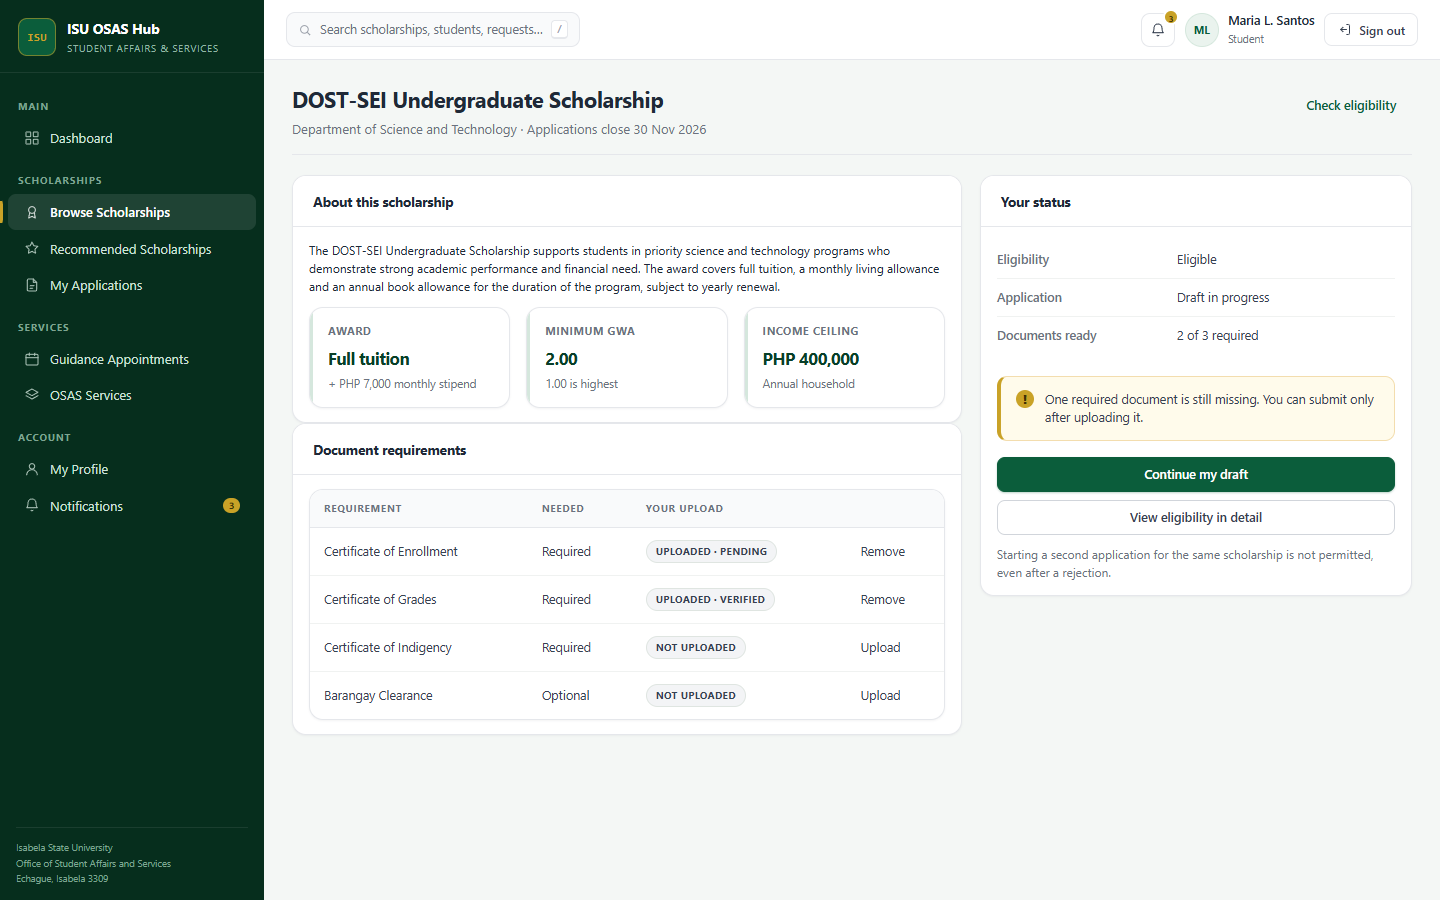 ISU
ISU OSAS Hub
STUDENT AFFAIRS & SERVICES
MAIN
Dashboard
SCHOLARSHIPS
Browse Scholarships
Recommended Scholarships
My Applications
SERVICES
Guidance Appointments
OSAS Services
ACCOUNT
My Profile
Notifications
3
Isabela State University
Office of Student Affairs and Services
Echague, Isabela 3309
Search scholarships, students, requests...
/
3
ML
Maria L. Santos
Student
Sign out
DOST-SEI Undergraduate Scholarship
Department of Science and Technology · Applications close 30 Nov 2026
Check eligibility
About this scholarship
The DOST-SEI Undergraduate Scholarship supports students in priority science and technology programs who
demonstrate strong academic performance and financial need. The award covers full tuition, a monthly living allowance
and an annual book allowance for the duration of the program, subject to yearly renewal.
AWARD
Full tuition
+ PHP 7,000 monthly stipend
MINIMUM GWA
2.00
1.00 is highest
INCOME CEILING
PHP 400,000
Annual household
Document requirements
REQUIREMENT NEEDED YOUR UPLOAD
Certificate of Enrollment Required UPLOADED · PENDING Remove
Certificate of Grades Required UPLOADED · VERIFIED Remove
Certificate of Indigency Required NOT UPLOADED Upload
Barangay Clearance Optional NOT UPLOADED Upload
Your status
Eligibility Eligible
Application Draft in progress
Documents ready 2 of 3 required
! One required document is still missing. You can submit only
after uploading it.
Continue my draft
View eligibility in detail
Starting a second application for the same scholarship is not permitted,
even after a rejection.